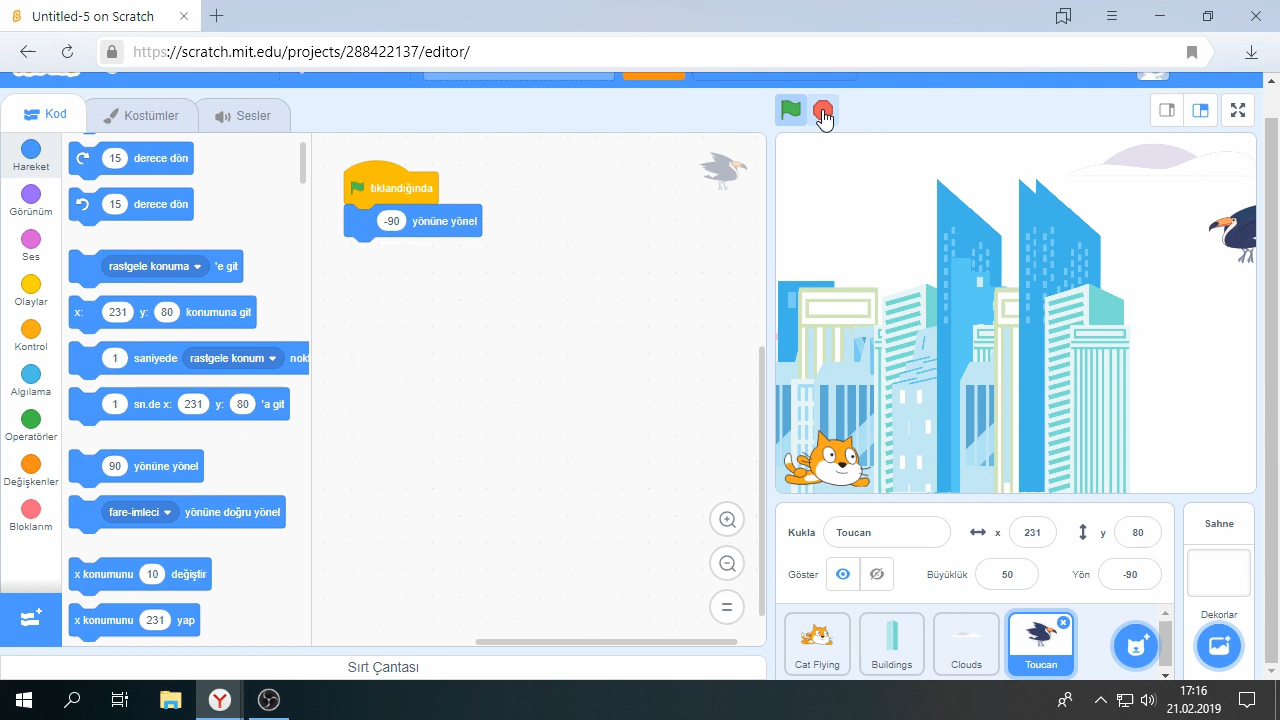 Untitled-5 on Scratch
https://scratch.mit.edu/projects/288422137/editor/
Kod
Kostümler
Sesler
Hareket
Görünüm
Ses
Olaylar
Kontrol
Algılama
Operatörler
Değişkenler
Bloklarım
15 derece dön
15 derece dön
rastgele konuma 'e git
x: 231 y: 80 konumuna git
1 saniyede rastgele konum nok
1 sn.de x: 231 y: 80 'a git
90 yönüne yönel
fare-imleci yönüne doğru yönel
x konumunu 10 değiştir
x konumunu 231 yap
tıklandığında
-90 yönüne yönel
Sırt Çantası
Kukla Toucan x 231 y 80
Göster Büyüklük 50 Yön -90
Cat Flying
Buildings
Clouds
Toucan
Sahne
Dekorlar
17:16
21.02.2019